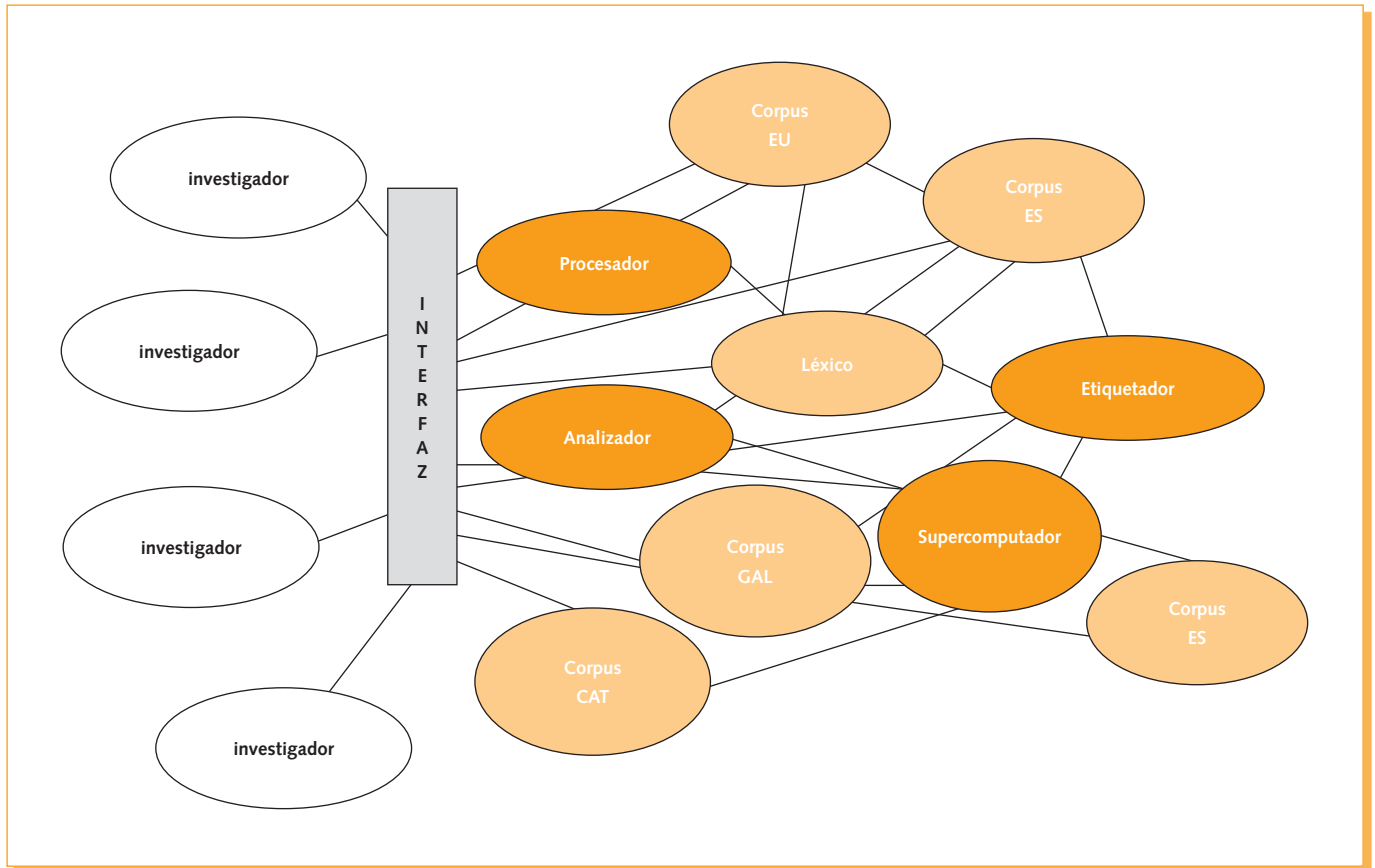 Corpus
EU
investigador
Corpus
ES
Procesador
I
N
T
E
R
F
A
Z
investigador
Léxico
Etiquetador
Analizador
investigador
Supercomputador
Corpus
GAL
Corpus
ES
Corpus
CAT
investigador